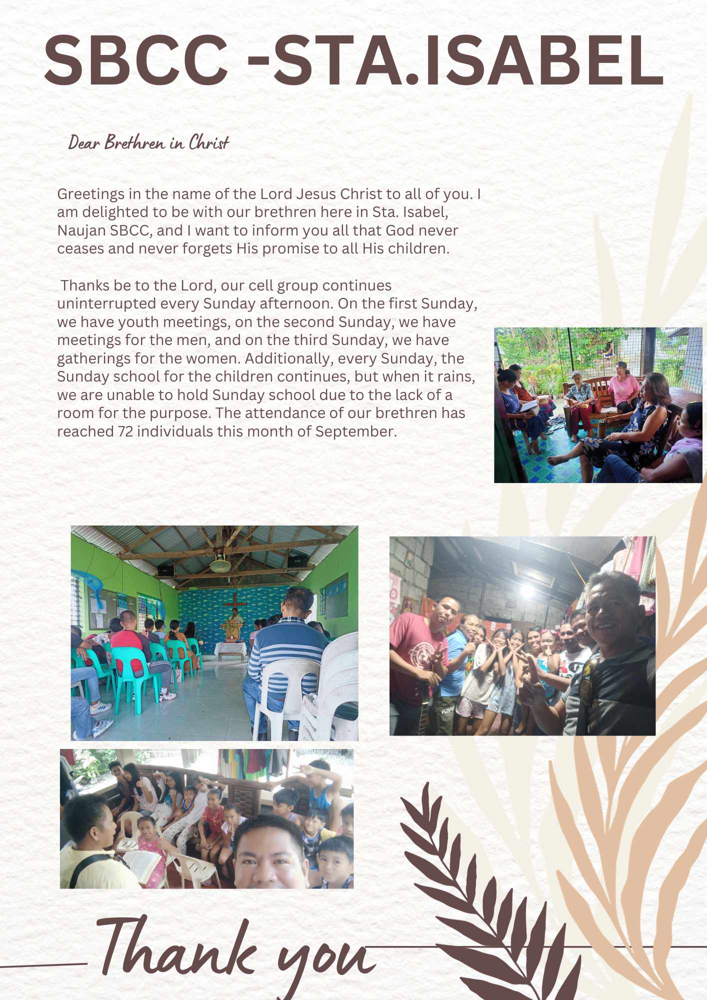 SBCC -STA.ISABEL
Dear Brethren in Christ
Greetings in the name of the Lord Jesus Christ to all of you. I
am delighted to be with our brethren here in Sta. Isabel,
Naujan SBCC, and I want to inform you all that God never
ceases and never forgets His promise to all His children.
Thanks be to the Lord, our cell group continues
uninterrupted every Sunday afternoon. On the first Sunday,
we have youth meetings, on the second Sunday, we have
meetings for the men, and on the third Sunday, we have
gatherings for the women. Additionally, every Sunday, the
Sunday school for the children continues, but when it rains,
we are unable to hold Sunday school due to the lack of a
room for the purpose. The attendance of our brethren has
reached 72 individuals this month of September.
Thank you